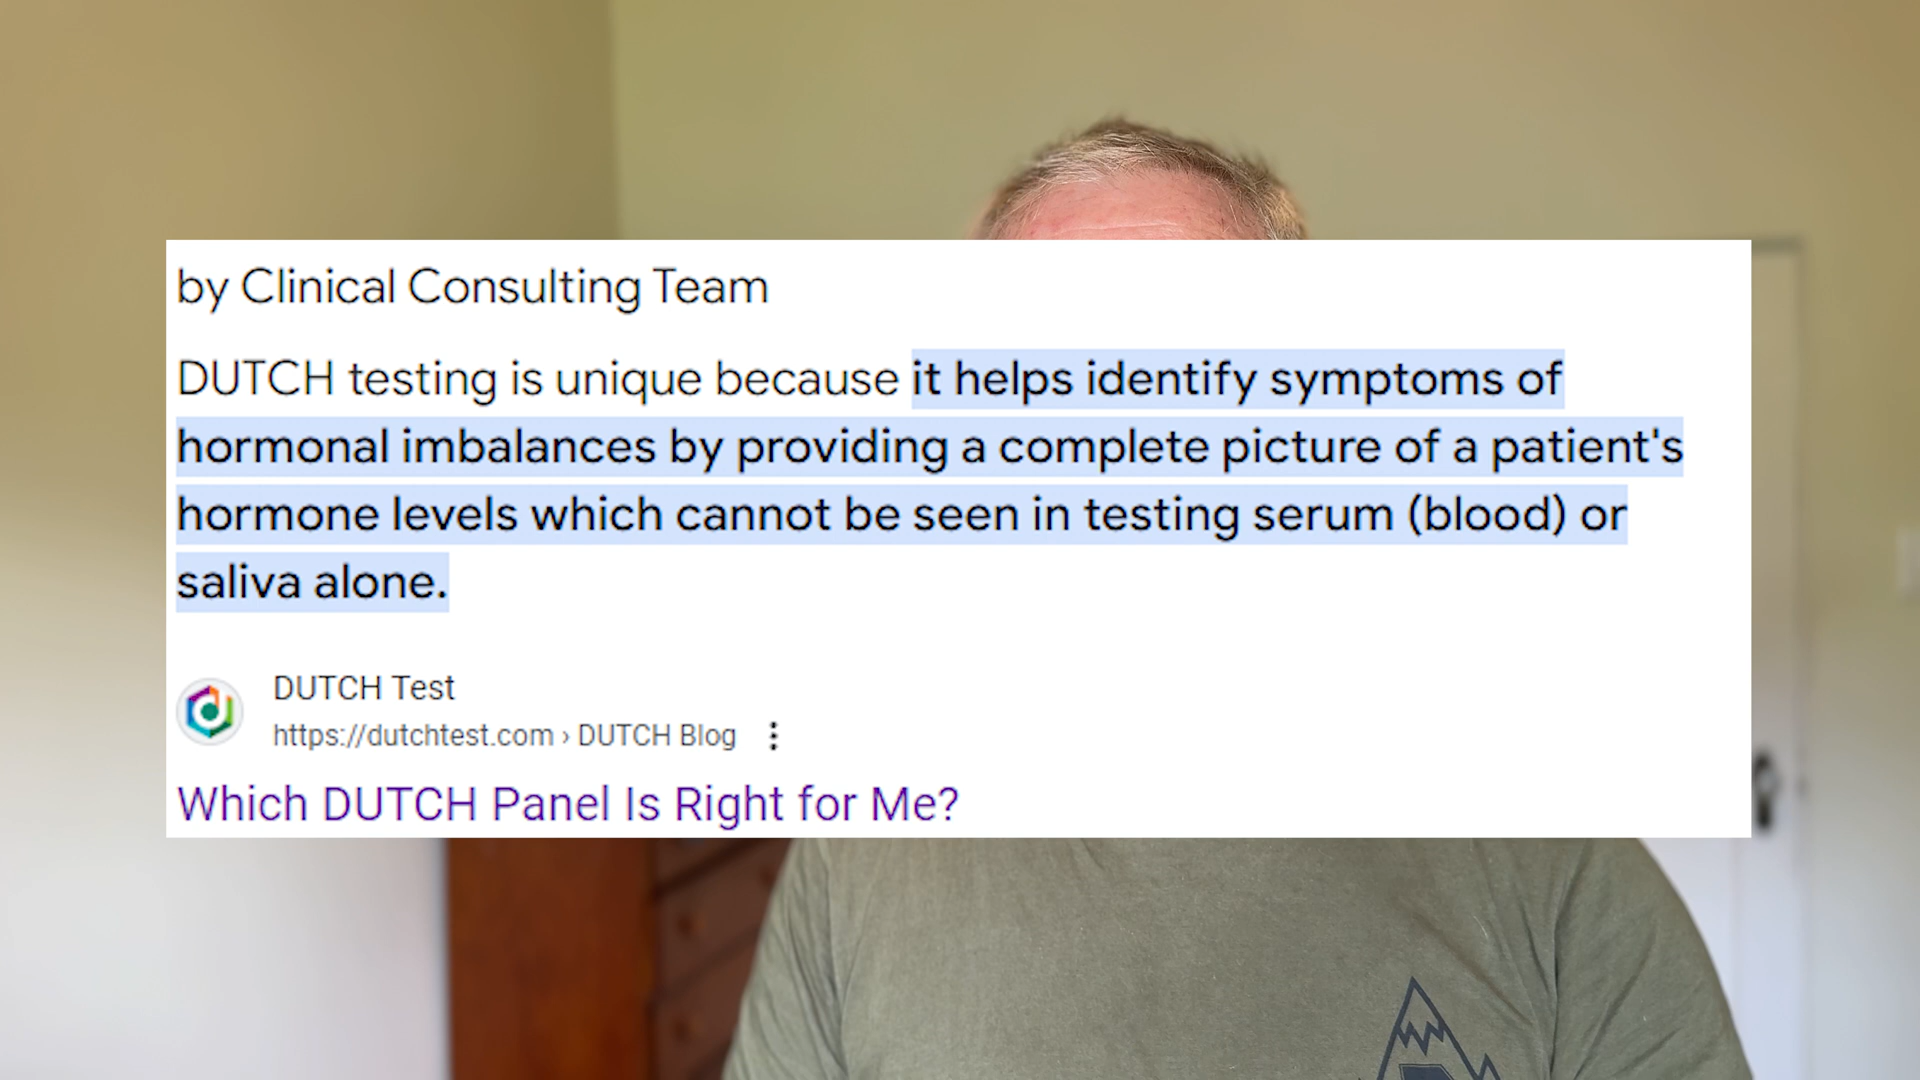 by Clinical Consulting Team
DUTCH testing is unique because it helps identify symptoms of
hormonal imbalances by providing a complete picture of a patient's
hormone levels which cannot be seen in testing serum (blood) or
saliva alone.
DUTCH Test
https://dutchtest.com › DUTCH Blog
Which DUTCH Panel Is Right for Me?